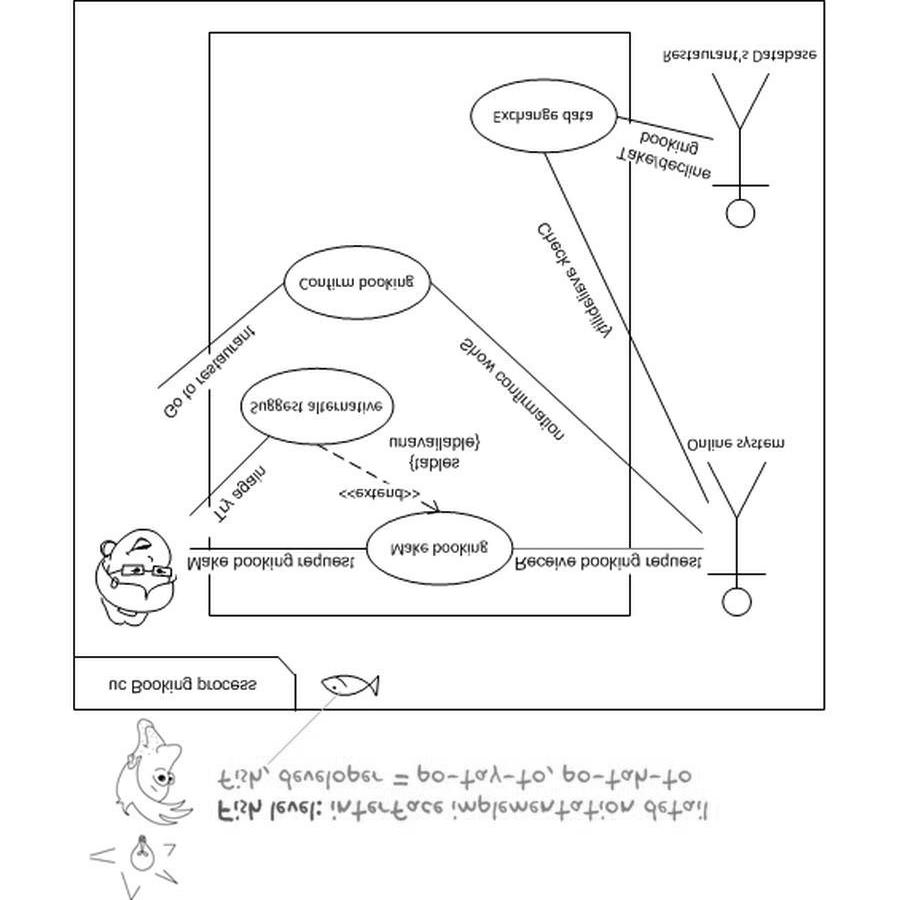 Fish level: interface implementation detail
Fish, developer = po-tay-to, po-tah-to
uc Booking process
Make booking request
Make booking
Receive booking request
<<extend>>
Try again
{tables
unavailable}
Online system
Suggest alternative
Go to restaurant
Show confirmation
Confirm booking
Check availability
Take/decline
booking
Exchange data
Restaurant's Database